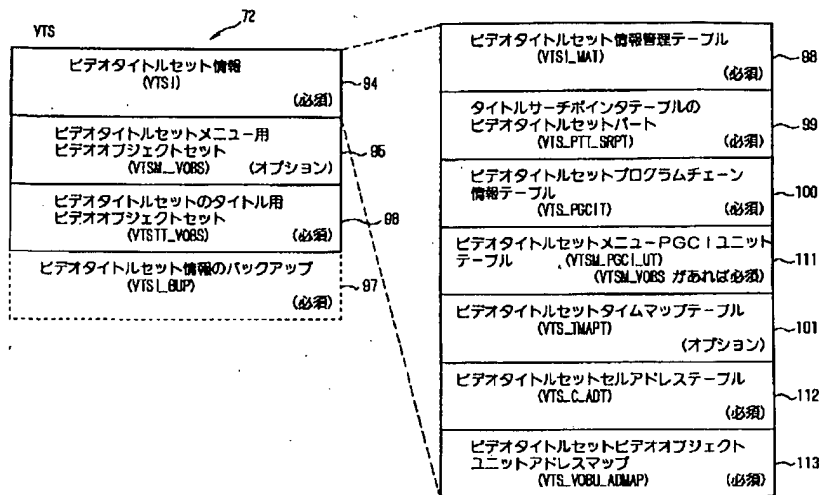 VTS
72
ビデオタイトルセット情報
(VTSI)
(必須)
94
ビデオタイトルセットメニュー用
ビデオオブジェクトセット
(VTSM_VOBS) (オプション)
95
ビデオタイトルセットのタイトル用
ビデオオブジェクトセット
(VTSTT_VOBS) (必須)
96
ビデオタイトルセット情報のバックアップ
(VTSI_BUP)
(必須)
97
ビデオタイトルセット情報管理テーブル
(VTSI_MAT)
(必須)
98
タイトルサーチポインタテーブルの
ビデオタイトルセットパート
(VTS_PTT_SRPT) (必須)
99
ビデオタイトルセットプログラムチェーン
情報テーブル
(VTS_PGCIT) (必須)
100
ビデオタイトルセットメニューPGCIユニット
テーブル (VTSM_PGCI_UT)
(VTSM_VOBS があれば必須)
111
ビデオタイトルセットタイムマップテーブル
(VTS_TMAPT)
(オプション)
101
ビデオタイトルセットセルアドレステーブル
(VTS_C_ADT)
(必須)
112
ビデオタイトルセットビデオオブジェクト
ユニットアドレスマップ
(VTS_VOBU_ADMAP) (必須)
113